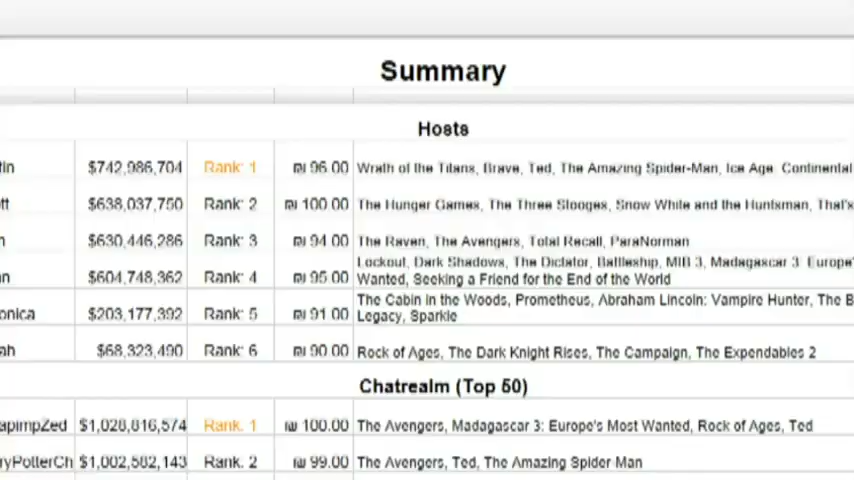 Summary
Hosts
tin $742,986,704 Rank: 1 ₪ 96.00 Wrath of the Titans, Brave, Ted, The Amazing Spider-Man, Ice Age: Continental
tt $638,037,750 Rank: 2 ₪ 100.00 The Hunger Games, The Three Stooges, Snow White and the Huntsman, That's
n $630,446,286 Rank: 3 ₪ 94.00 The Raven, The Avengers, Total Recall, ParaNorman
an $604,748,362 Rank: 4 ₪ 95.00 Lockout, Dark Shadows, The Dictator, Battleship, MIB 3, Madagascar 3: Europe'
Wanted, Seeking a Friend for the End of the World
onica $203,177,392 Rank: 5 ₪ 91.00 The Cabin in the Woods, Prometheus, Abraham Lincoln: Vampire Hunter, The B
Legacy, Sparkle
ah $68,323,490 Rank: 6 ₪ 90.00 Rock of Ages, The Dark Knight Rises, The Campaign, The Expendables 2
Chatrealm (Top 50)
apimpZed $1,028,816,574 Rank: 1 ₪ 100.00 The Avengers, Madagascar 3: Europe's Most Wanted, Rock of Ages, Ted
ryPotterCh $1,002,582,143 Rank: 2 ₪ 99.00 The Avengers, Ted, The Amazing Spider-Man